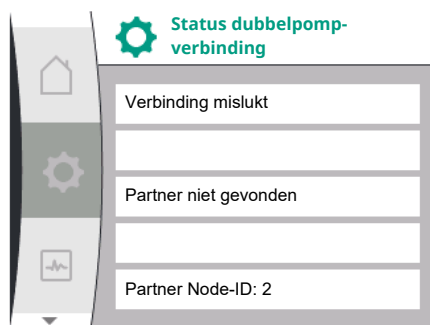 Status dubbelpomp-
verbinding
Verbinding mislukt
Partner niet gevonden
Partner Node-ID: 2